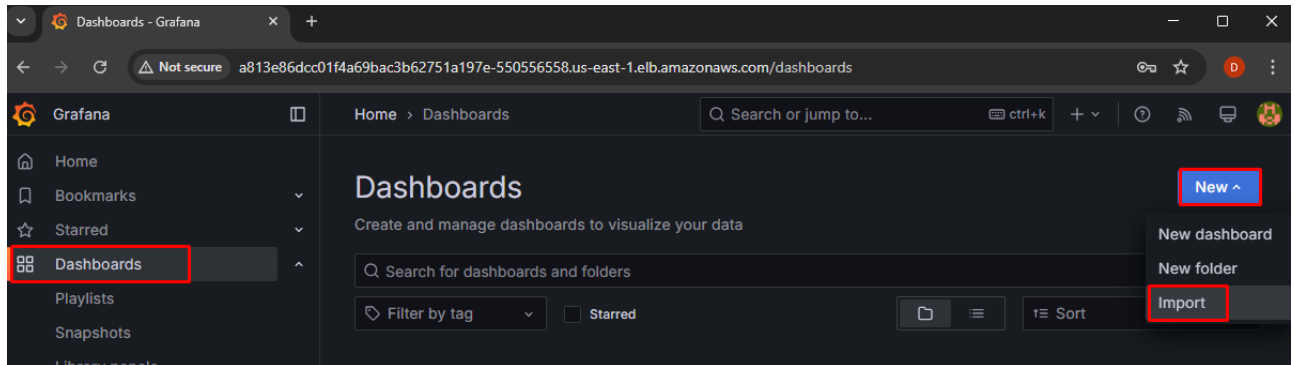 Dashboards - Grafana
Not secure a813e86dcc01f4a69bac3b62751a197e-550556558.us-east-1.elb.amazonaws.com/dashboards
D
Grafana
Home › Dashboards
Search or jump to...
ctrl+k
Home
Bookmarks
Starred
Dashboards
Playlists
Snapshots
Library panels
Dashboards
New
Create and manage dashboards to visualize your data
New dashboard
New folder
Import
Search for dashboards and folders
Filter by tag
Starred
Sort